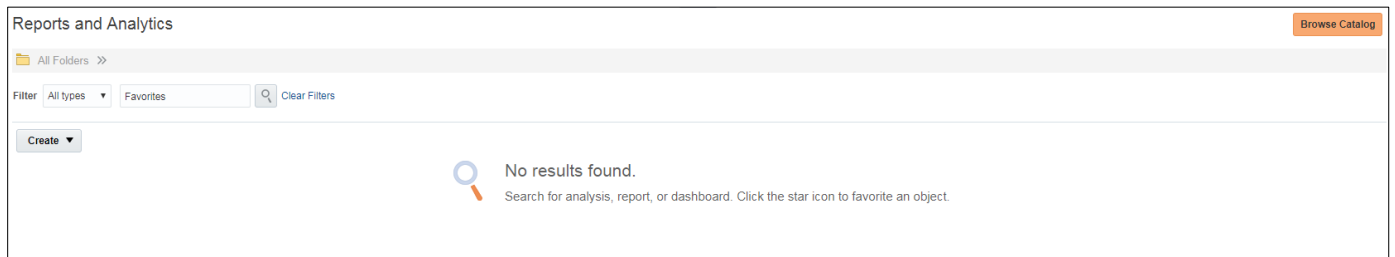 Reports and Analytics
Browse Catalog
All Folders »
Filter All types ▼ Favorites Clear Filters
Create ▼
No results found.
Search for analysis, report, or dashboard. Click the star icon to favorite an object.